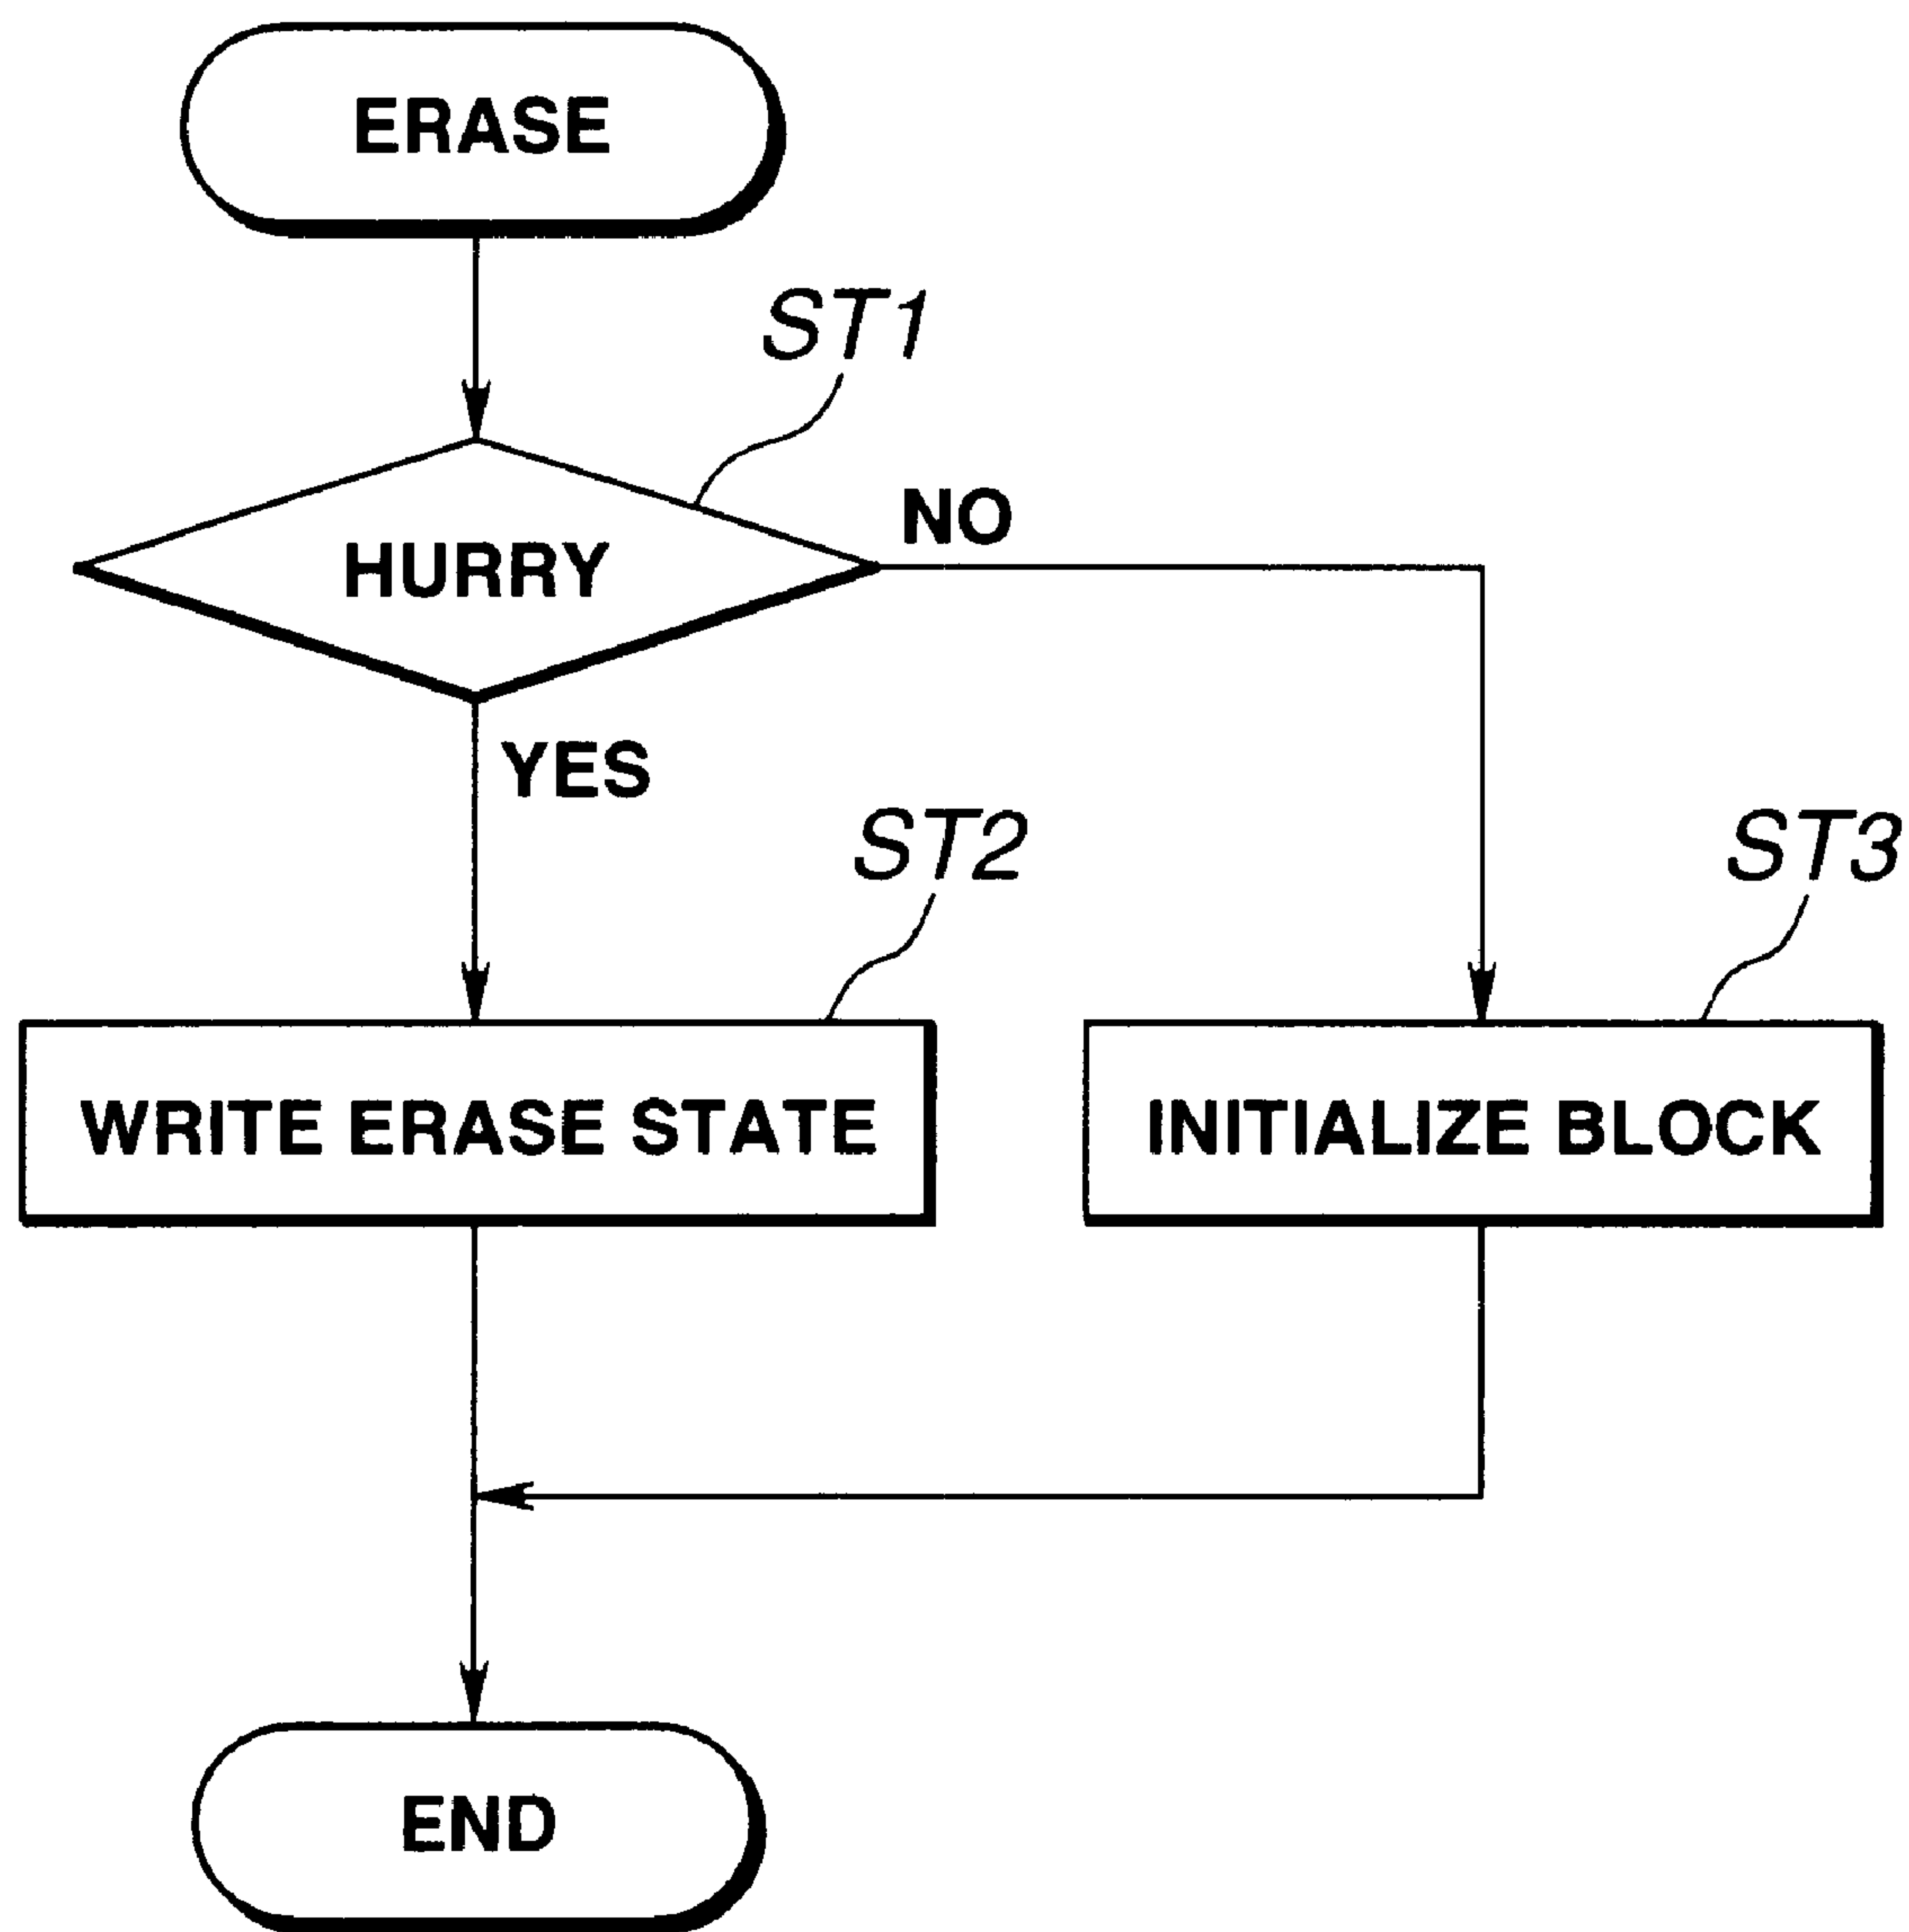 ERASE
ST1
NO
HURRY
YES
ST2
ST3
WRITE ERASE STATE
INITIALIZE BLOCK
END